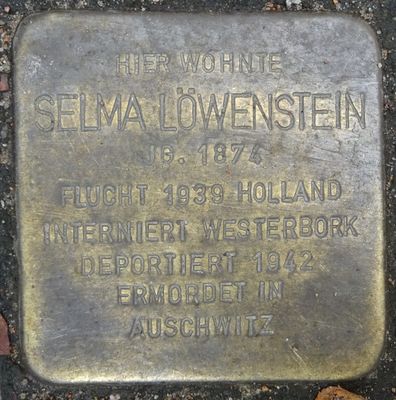 HIER WOHNTE
SELMA LÖWENSTEIN
JG. 1874
FLUCHT 1939 HOLLAND
INTERNIERT WESTERBORK
DEPORTIERT 1942
ERMORDET IN
AUSCHWITZ